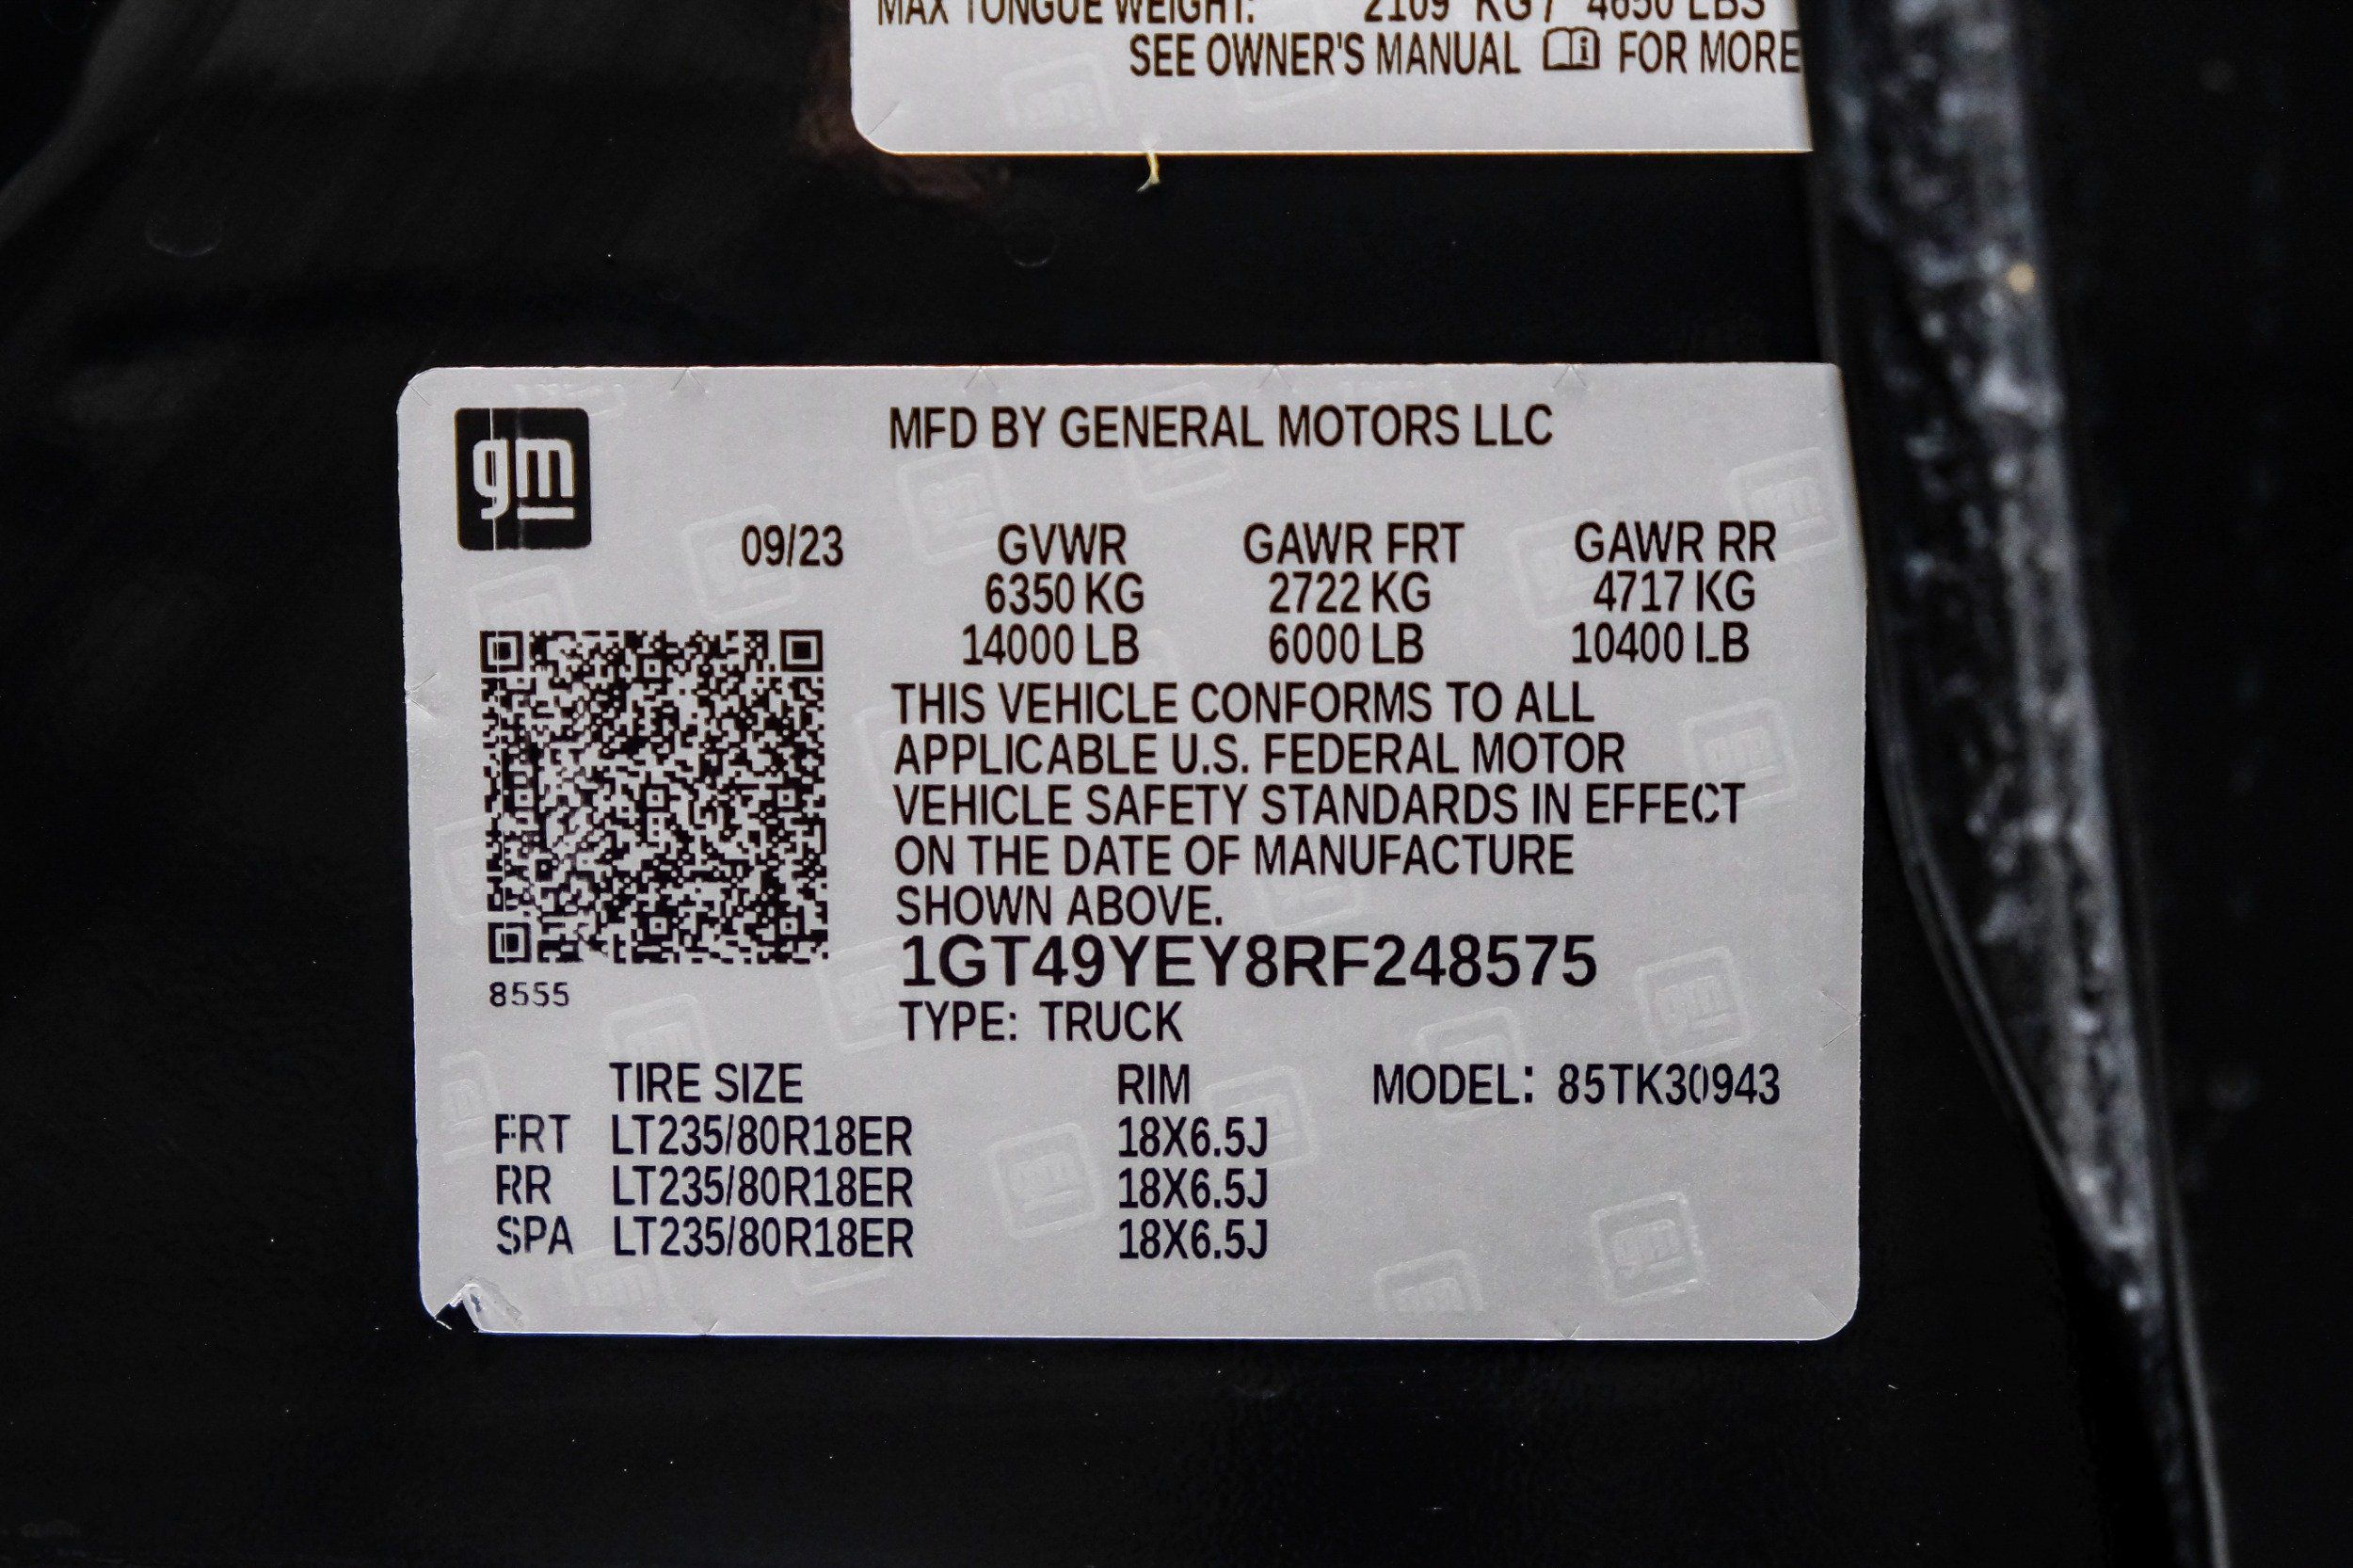 MAX TONGUE WEIGHT: 2109 KG / 4650 LBS
SEE OWNER'S MANUAL FOR MORE
gm
MFD BY GENERAL MOTORS LLC
09/23 GVWR GAWR FRT GAWR RR
6350 KG 2722 KG 4717 KG
14000 LB 6000 LB 10400 LB
THIS VEHICLE CONFORMS TO ALL
APPLICABLE U.S. FEDERAL MOTOR
VEHICLE SAFETY STANDARDS IN EFFECT
ON THE DATE OF MANUFACTURE
SHOWN ABOVE.
1GT49YEY8RF248575
8555
TYPE: TRUCK
TIRE SIZE RIM MODEL: 85TK30943
FRT LT235/80R18ER 18X6.5J
RR LT235/80R18ER 18X6.5J
SPA LT235/80R18ER 18X6.5J